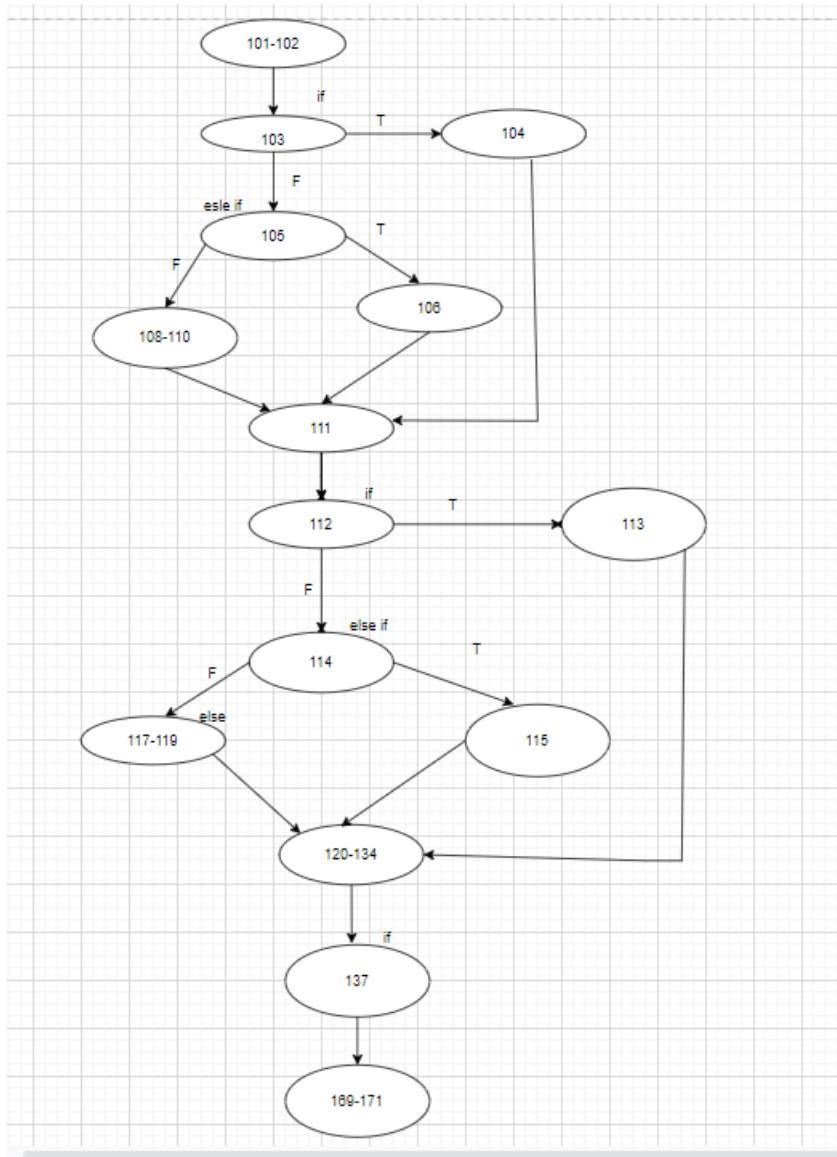 101-102
if
T
103
104
F
esle if
105
T
F
106
108-110
111
if
T
112
113
F
else if
T
114
F
else
117-119
115
120-134
if
137
169-171